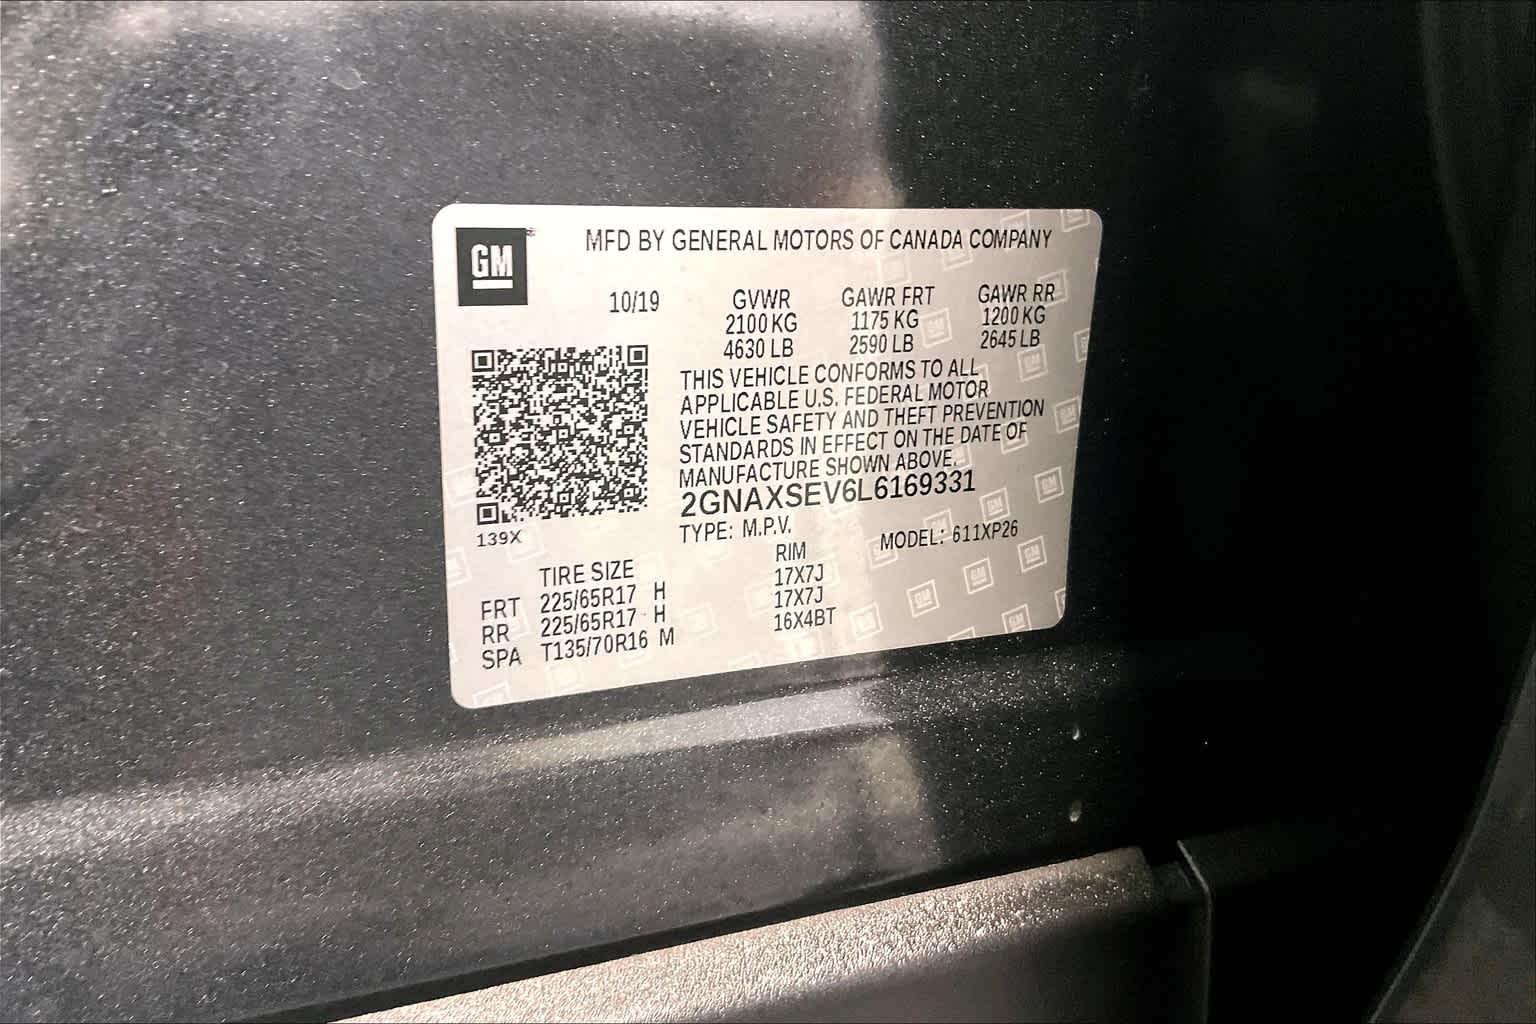 GM
MFD BY GENERAL MOTORS OF CANADA COMPANY
10/19 GVWR GAWR FRT GAWR RR
2100 KG 1175 KG 1200 KG
4630 LB 2590 LB 2645 LB
THIS VEHICLE CONFORMS TO ALL
APPLICABLE U.S. FEDERAL MOTOR
VEHICLE SAFETY AND THEFT PREVENTION
STANDARDS IN EFFECT ON THE DATE OF
MANUFACTURE SHOWN ABOVE.
2GNAXSEV6L6169331
139X
TYPE: M.P.V. MODEL: 611XP26
TIRE SIZE RIM
FRT 225/65R17 H 17X7J
RR 225/65R17 H 17X7J
SPA T135/70R16 M 16X4BT